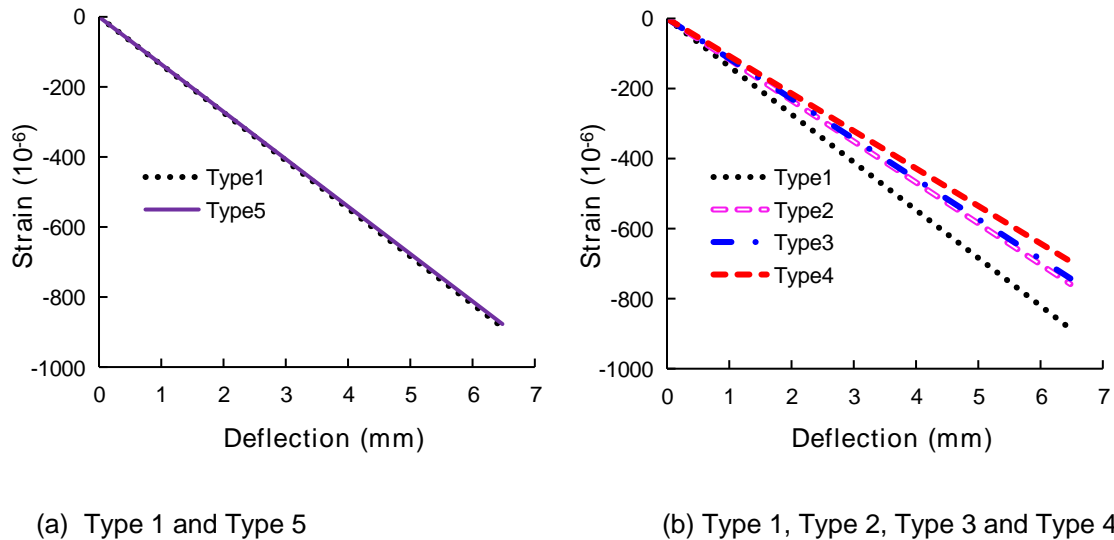 0
-200
-400
-600
-800
-1000
Strain (10-6)
Type1
Type5
0 1 2 3 4 5 6 7
Deflection (mm)
(a) Type 1 and Type 5
0
-200
-400
-600
-800
-1000
Strain (10-6)
Type1
Type2
Type3
Type4
0 1 2 3 4 5 6 7
Deflection (mm)
(b) Type 1, Type 2, Type 3 and Type 4